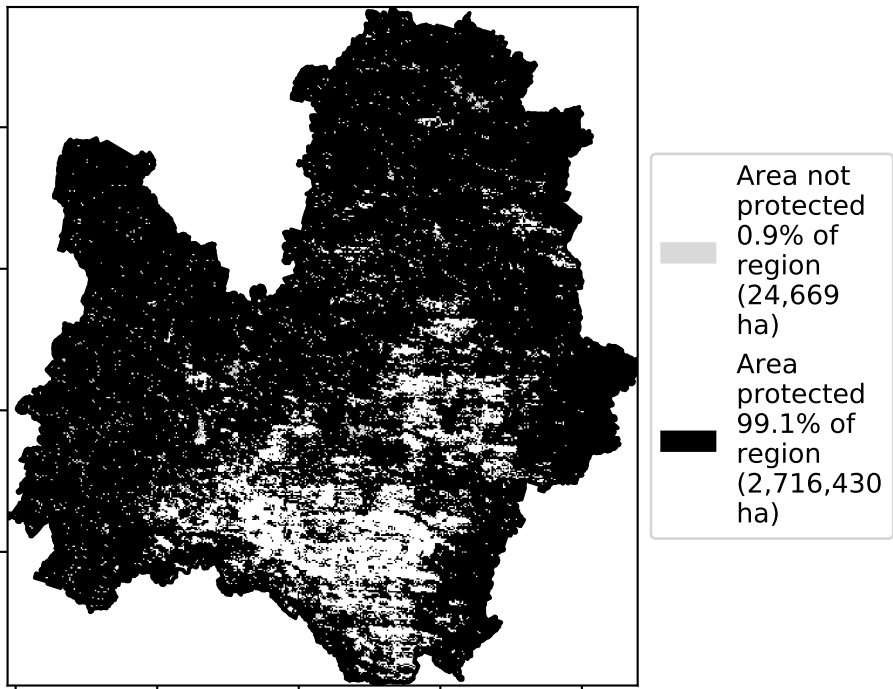 Area not
protected
0.9% of
region
(24,669
ha)
Area
protected
99.1% of
region
(2,716,430
ha)